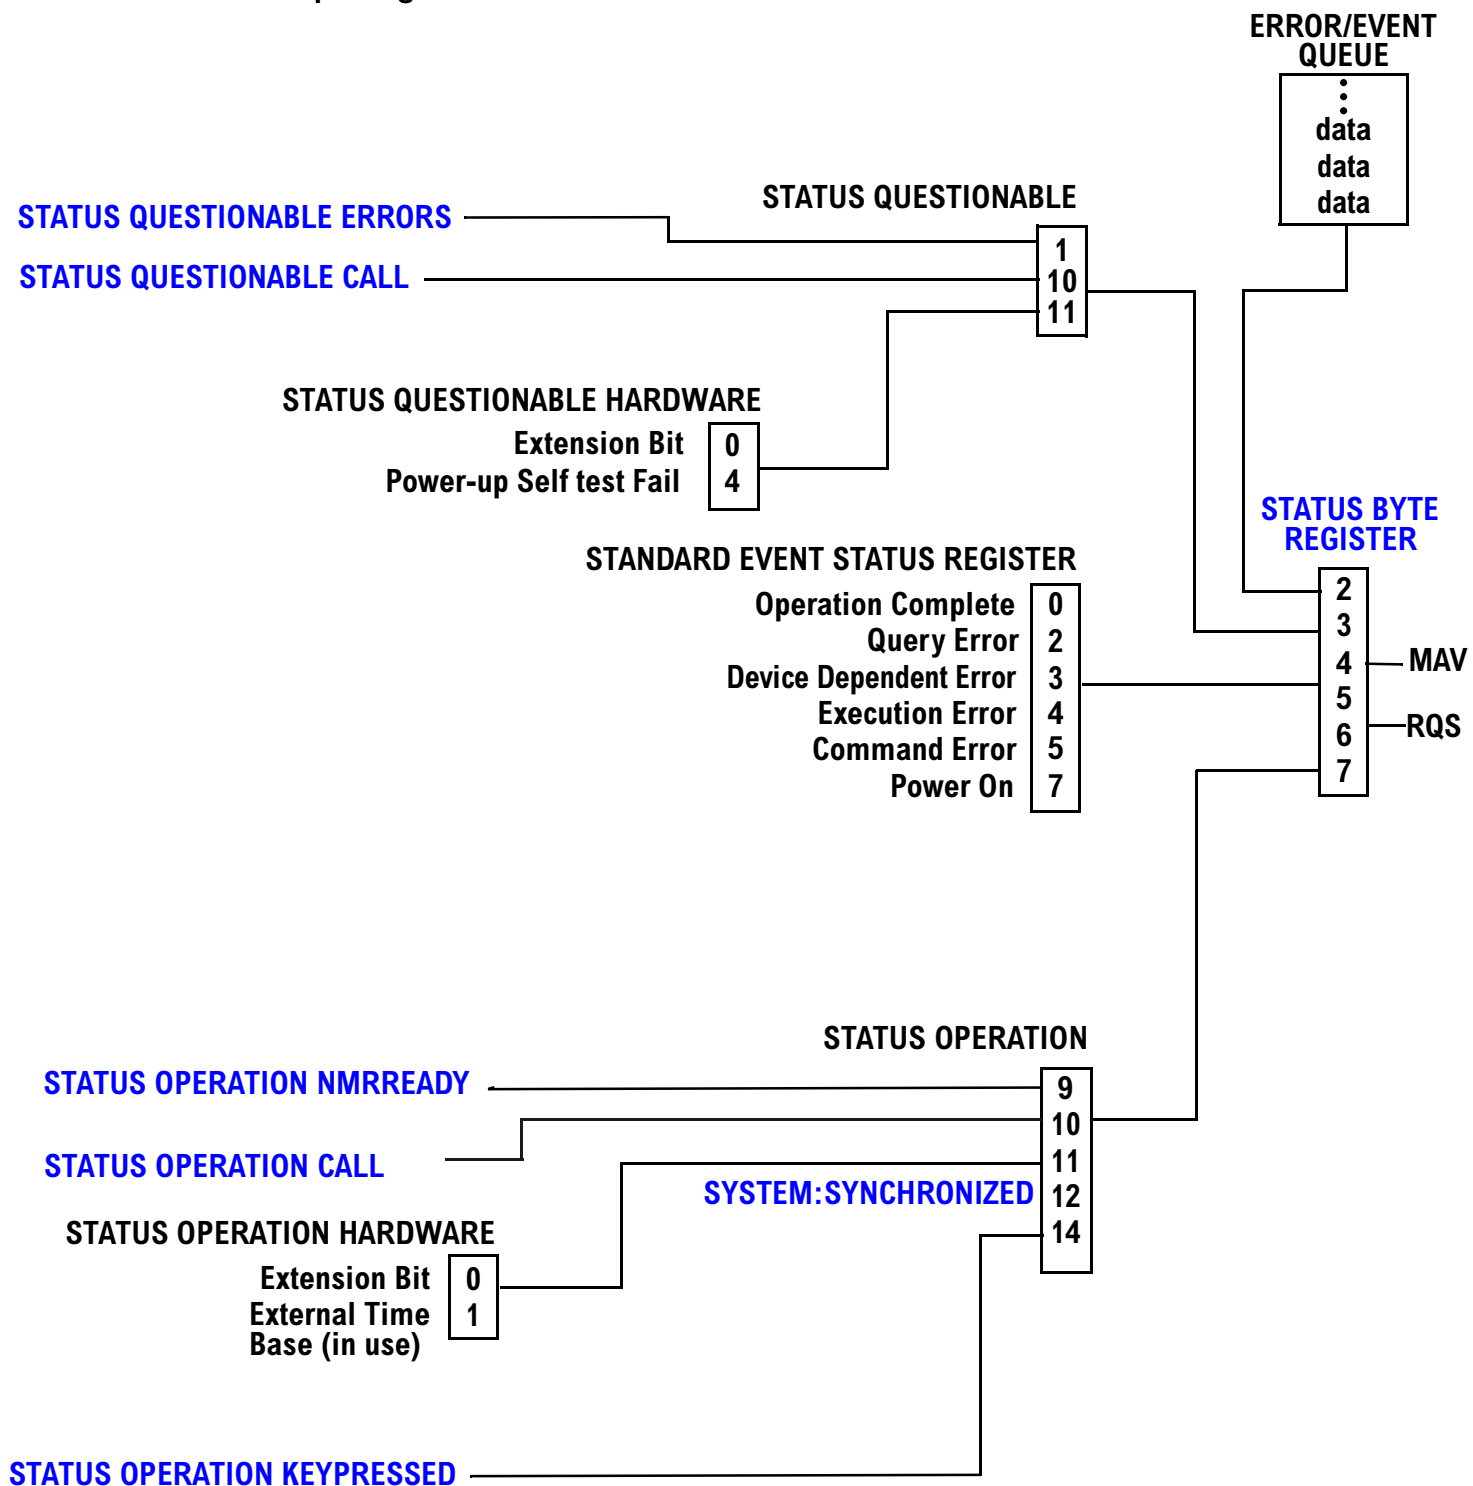 ERROR/EVENT
QUEUE
data
data
data
STATUS QUESTIONABLE
STATUS QUESTIONABLE ERRORS
1
STATUS QUESTIONABLE CALL
10
11
STATUS QUESTIONABLE HARDWARE
Extension Bit 0
Power-up Self test Fail 4
STATUS BYTE
REGISTER
2
3
4 MAV
5
6 RQS
7
STANDARD EVENT STATUS REGISTER
Operation Complete 0
Query Error 2
Device Dependent Error 3
Execution Error 4
Command Error 5
Power On 7
STATUS OPERATION
STATUS OPERATION NMRREADY 9
10
STATUS OPERATION CALL
11
SYSTEM:SYNCHRONIZED 12
14
STATUS OPERATION HARDWARE
Extension Bit 0
External Time 1
Base (in use)
STATUS OPERATION KEYPRESSED